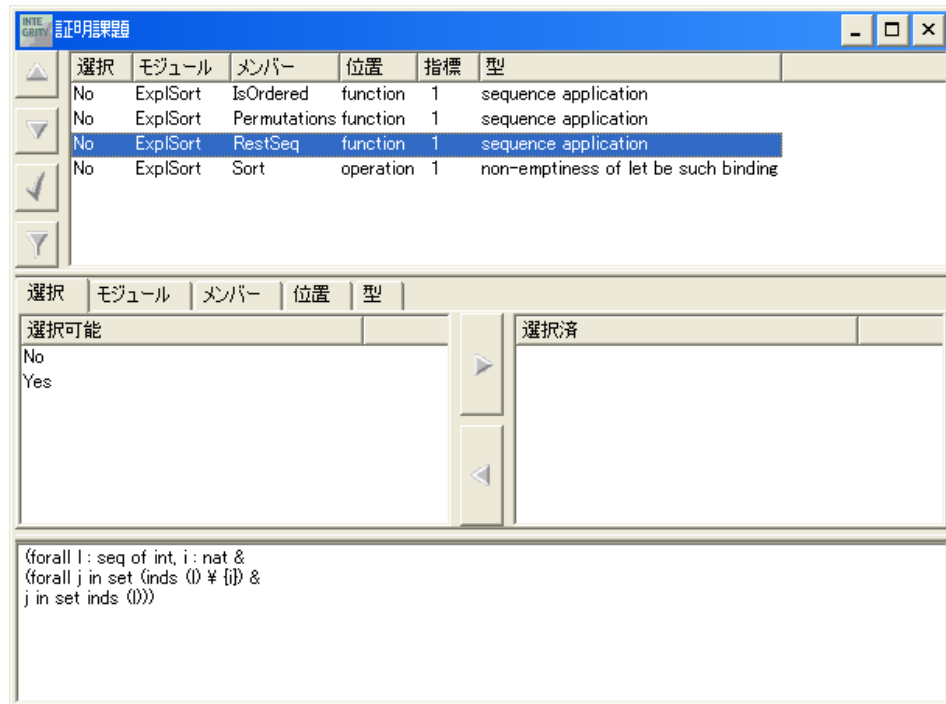 INTE
GRITY 証明課題
選択 モジュール メンバー 位置 指標 型
No ExplSort IsOrdered function 1 sequence application
No ExplSort Permutations function 1 sequence application
No ExplSort RestSeq function 1 sequence application
No ExplSort Sort operation 1 non-emptiness of let be such binding
選択 モジュール メンバー 位置 型
選択可能 選択済
No
Yes
(forall l : seq of int, i : nat &
(forall j in set (inds (l) ¥ {i}) &
j in set inds (l)))